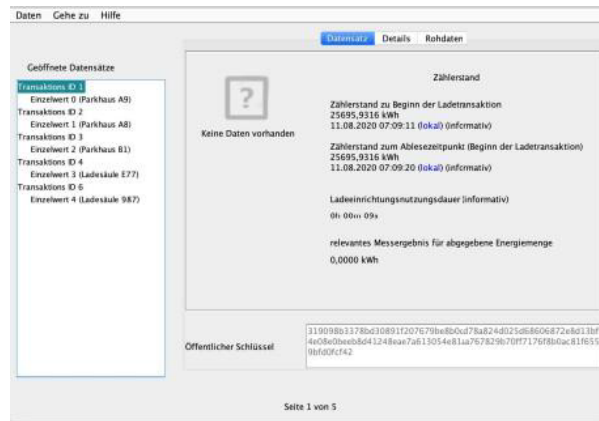 Daten Gehe zu Hilfe
Datensatz Details Rohdaten
Geöffnete Datensätze
Transaktions ID 1
Einzelwert 0 (Parkhaus A9)
Transaktions ID 2
Einzelwert 1 (Parkhaus A8)
Transaktions ID 3
Einzelwert 2 (Parkhaus B1)
Transaktions ID 4
Einzelwert 3 (Ladesäule E77)
Transaktions ID 6
Einzelwert 4 (Ladesäule 987)
?
Keine Daten vorhanden
Zählerstand
Zählerstand zu Beginn der Ladetransaktion
25695,9316 kWh
11.08.2020 07:09:11 (lokal) (informativ)
Zählerstand zum Ablesezeitpunkt (Beginn der Ladetransaktion)
25695,9316 kWh
11.08.2020 07:09:20 (lokal) (informativ)
Ladeeinrichtungsnutzungsdauer (informativ)
0h 00m 09s
relevantes Messergebnis für abgegebene Energiemenge
0,0000 kWh
Öffentlicher Schlüssel
9bfd0fcf42
Seite 1 von 5